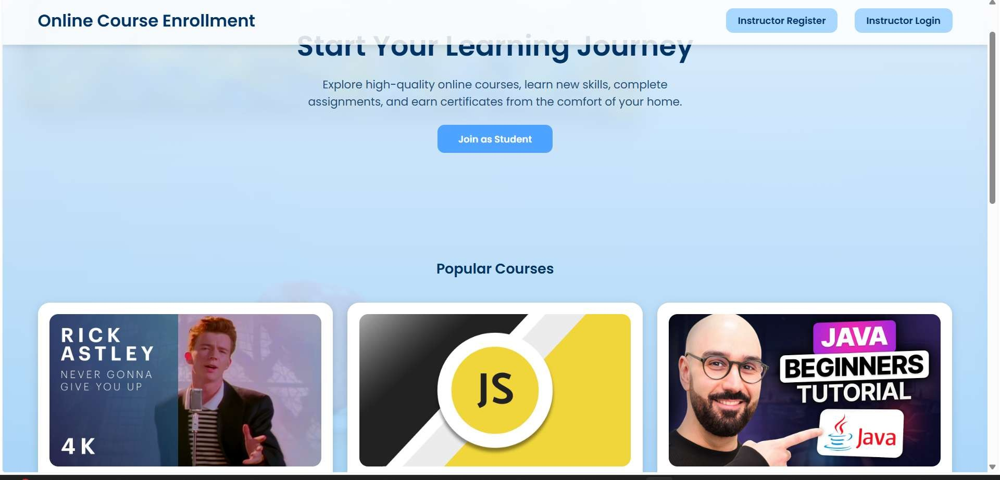 Online Course Enrollment
Instructor Register
Instructor Login
Start Your Learning Journey
Explore high-quality online courses, learn new skills, complete
assignments, and earn certificates from the comfort of your home.
Join as Student
Popular Courses
RICK
ASTLEY
NEVER GONNA
GIVE YOU UP
4K
JS
JAVA
BEGINNERS
TUTORIAL
Java